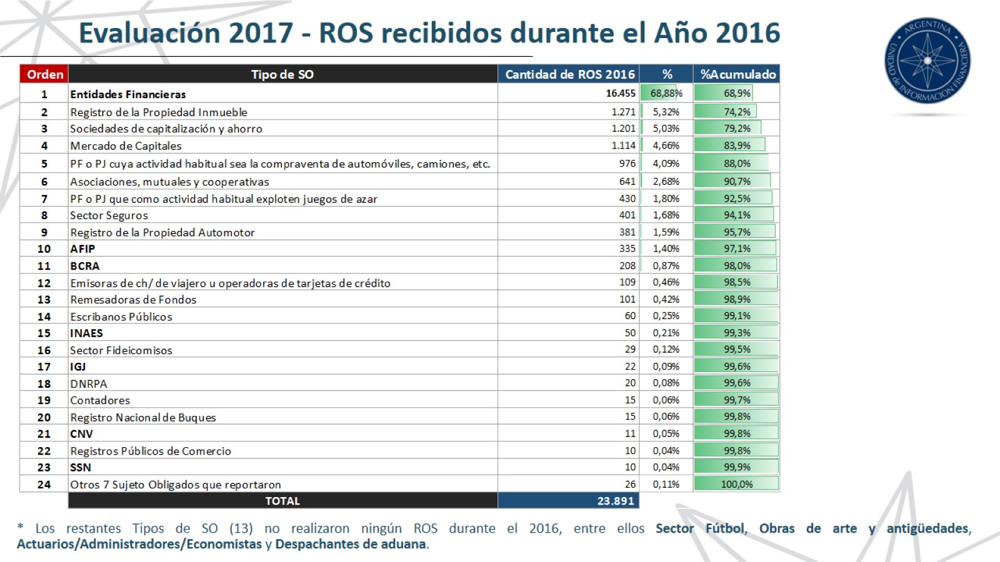 Evaluación 2017 - ROS recibidos durante el Año 2016
ARGENTINA
UNIDAD de INFORMACION FINANCIERA
Orden Tipo de SO Cantidad de ROS 2016 % %Acumulado
1 Entidades Financieras 16.455 68,88% 68,9%
2 Registro de la Propiedad Inmueble 1.271 5,32% 74,2%
3 Sociedades de capitalización y ahorro 1.201 5,03% 79,2%
4 Mercado de Capitales 1.114 4,66% 83,9%
5 PF o PJ cuya actividad habitual sea la compraventa de automóviles, camiones, etc. 976 4,09% 88,0%
6 Asociaciones, mutuales y cooperativas 641 2,68% 90,7%
7 PF o PJ que como actividad habitual exploten juegos de azar 430 1,80% 92,5%
8 Sector Seguros 401 1,68% 94,1%
9 Registro de la Propiedad Automotor 381 1,59% 95,7%
10 AFIP 335 1,40% 97,1%
11 BCRA 208 0,87% 98,0%
12 Emisoras de ch/ de viajero u operadoras de tarjetas de crédito 109 0,46% 98,5%
13 Remesadoras de Fondos 101 0,42% 98,9%
14 Escribanos Públicos 60 0,25% 99,1%
15 INAES 50 0,21% 99,3%
16 Sector Fideicomisos 29 0,12% 99,5%
17 IGJ 22 0,09% 99,6%
18 DNRPA 20 0,08% 99,6%
19 Contadores 15 0,06% 99,7%
20 Registro Nacional de Buques 15 0,06% 99,8%
21 CNV 11 0,05% 99,8%
22 Registros Públicos de Comercio 10 0,04% 99,8%
23 SSN 10 0,04% 99,9%
24 Otros 7 Sujeto Obligados que reportaron 26 0,11% 100,0%
TOTAL 23.891
* Los restantes Tipos de SO (13) no realizaron ningún ROS durante el 2016, entre ellos Sector Fútbol, Obras de arte y antigüedades,
Actuarios/Administradores/Economistas y Despachantes de aduana.